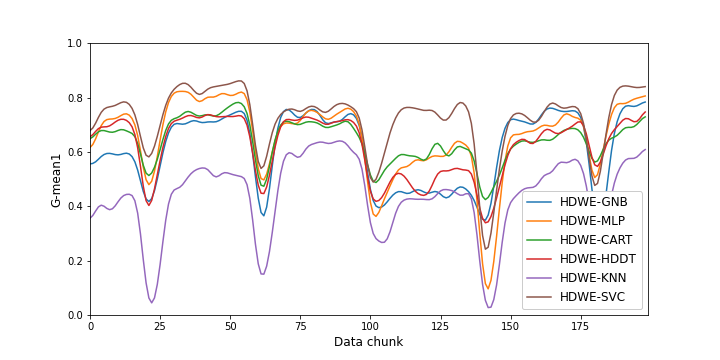 1.0
0.8
0.6
0.4
0.2
0.0
G-mean1
0 25 50 75 100 125 150 175
Data chunk
HDWE-GNB
HDWE-MLP
HDWE-CART
HDWE-HDDT
HDWE-KNN
HDWE-SVC